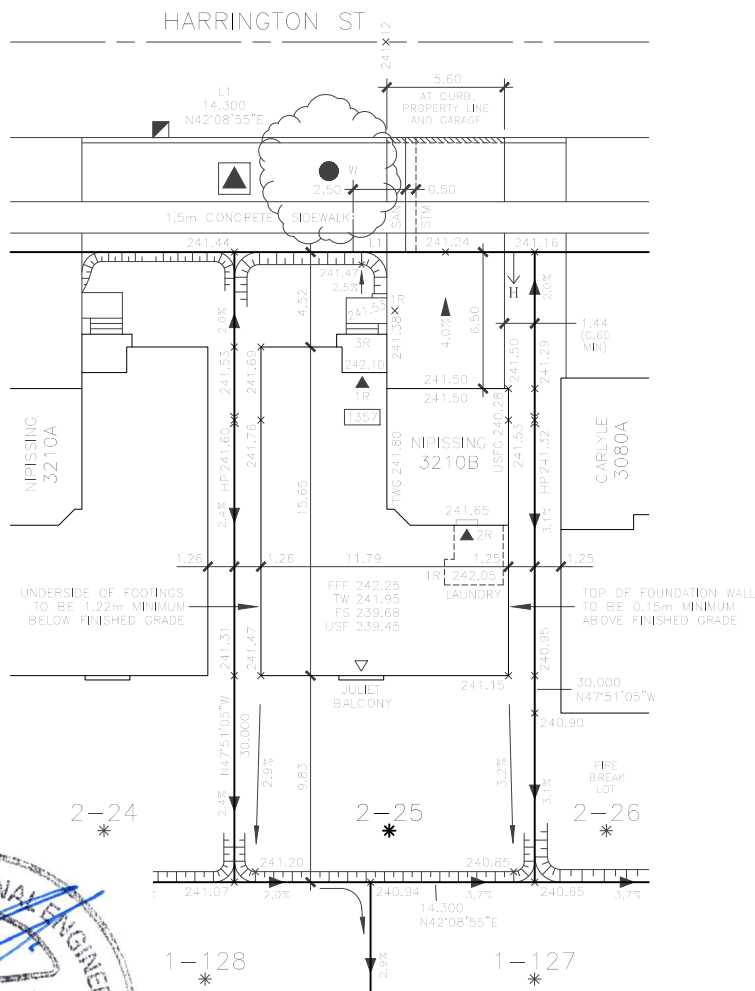 HARRINGTON ST
241.12
L1
14.300
N42°08'55"E
5.60
AT CURB,
PROPERTY LINE
AND GARAGE
W
2.50
0.50
SAN
STM
1.5m CONCRETE SIDEWALK
241.44
L1
241.24
241.16
241.47
2.5%
4.52
2.0%
241.53
1R
3R
241.38
242.10
1R
1357
4.0%
6.50
H
2.0%
1.44
(0.60
MIN)
241.53
241.69
241.50
241.29
241.50
241.50
NIPISSING
3210A
HP 241.60
241.76
TWG 241.80
NIPISSING
3210B
USFG 240.28
241.53
HP 241.32
CARLYLE
3080A
2.4%
15.65
241.65
2R
3.1%
1.26
1.26
11.79
1R
242.05
1.25
1.25
LAUNDRY
UNDERSIDE OF FOOTINGS
TO BE 1.22m MINIMUM
BELOW FINISHED GRADE
FFF 242.25
TW 241.95
FS 239.68
USF 239.45
TOP OF FOUNDATION WALL
TO BE 0.15m MINIMUM
ABOVE FINISHED GRADE
241.31
241.47
240.95
JULIET
BALCONY
241.15
30.000
N47°51'05"W
240.90
N47°51'05"W
30.000
2.9%
9.83
3.2%
FIRE
BREAK
LOT
2.4%
3.1%
2-24
2-25
2-26
241.20
240.85
241.07
2.0%
240.94
3.7%
240.65
3.7%
14.300
N42°08'55"E
2.9%
1-128
1-127
NAL ENGINEER